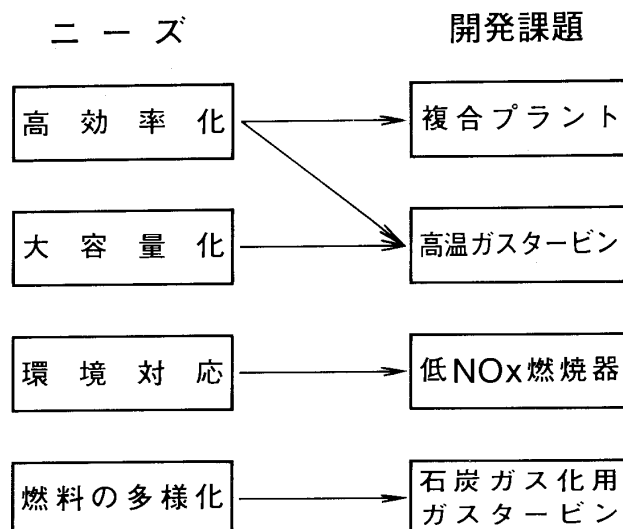 ニーズ 開発課題
高効率化 複合プラント
大容量化 高温ガスタービン
環境対応 低NOx燃焼器
燃料の多様化 石炭ガス化用
ガスタービン